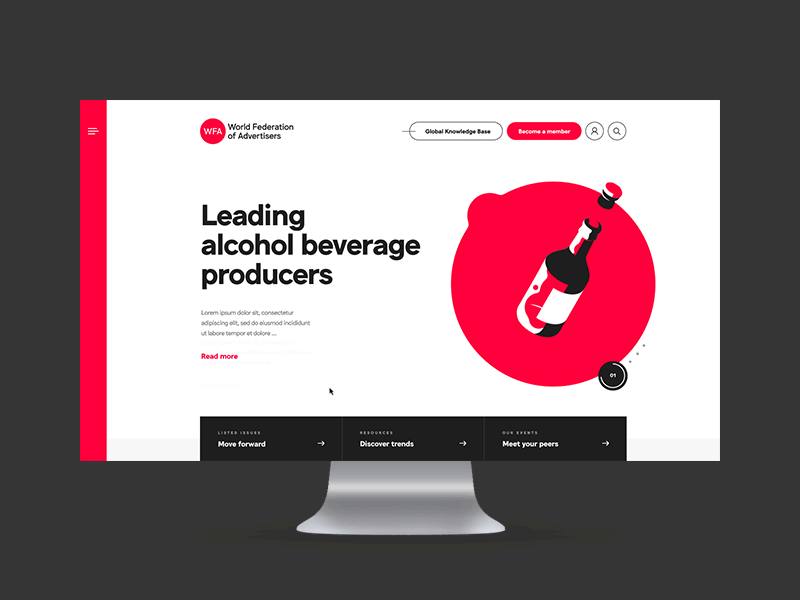 WFA
World Federation
of Advertisers
Global Knowledge Base
Become a member
Leading
alcohol beverage
producers
Lorem ipsum dolor sit, consectetur
adipiscing elit, sed do eiusmod incididunt
ut labore tempor et dolore ...
Read more
01
LISTED ISSUES
Move forward
RESOURCES
Discover trends
OUR EVENTS
Meet your peers